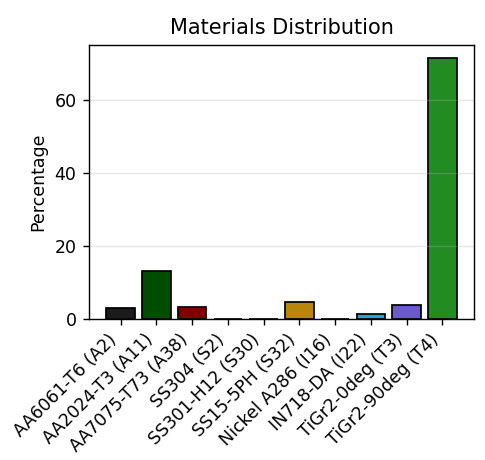 Materials Distribution
Percentage
60
40
20
0
AA6061-T6 (A2)
AA2024-T3 (A11)
AA7075-T73 (A38)
SS304 (S2)
SS301-H12 (S30)
SS15-5PH (S32)
Nickel A286 (I16)
IN718-DA (I22)
TiGr2-0deg (T3)
TiGr2-90deg (T4)